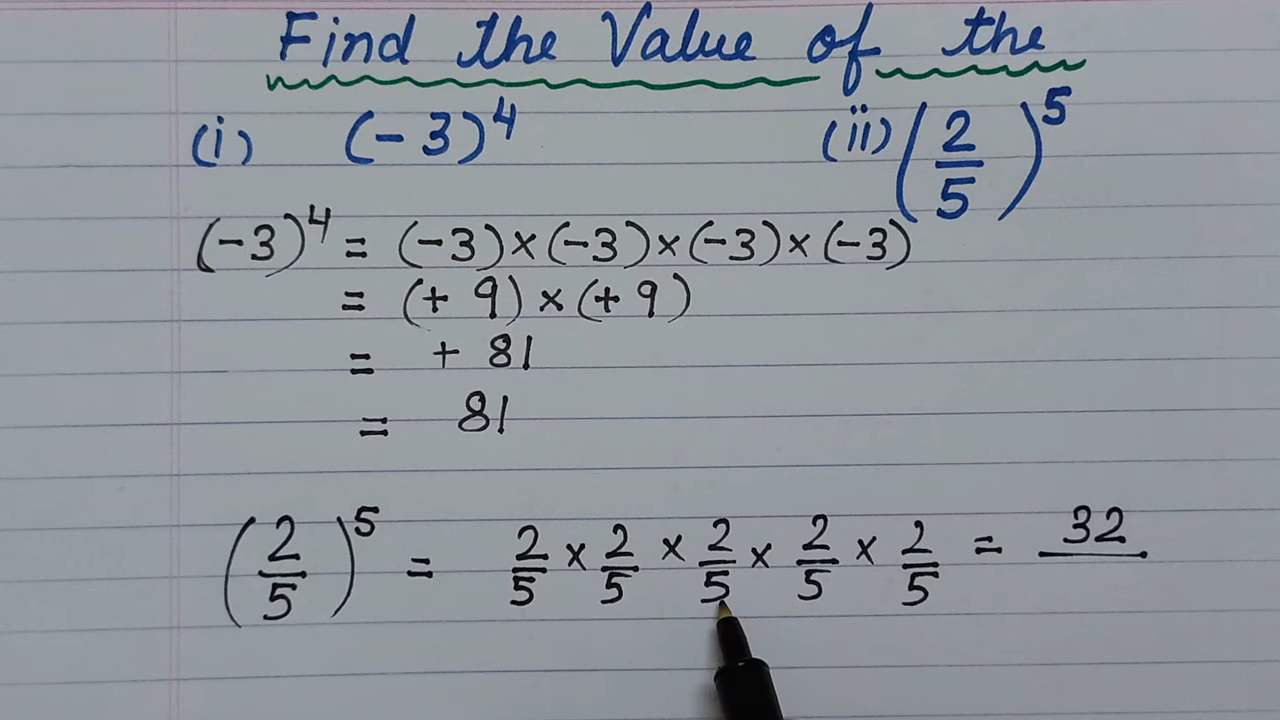 Find the Value of the
(i) (-3)⁴ (ii) (2/5)⁵
(-3)⁴ = (-3)×(-3)×(-3)×(-3)
= (+ 9) × (+ 9)
= + 81
= 81
(2/5)⁵ = 2/5 × 2/5 × 2/5 × 2/5 × 2/5 = 32/